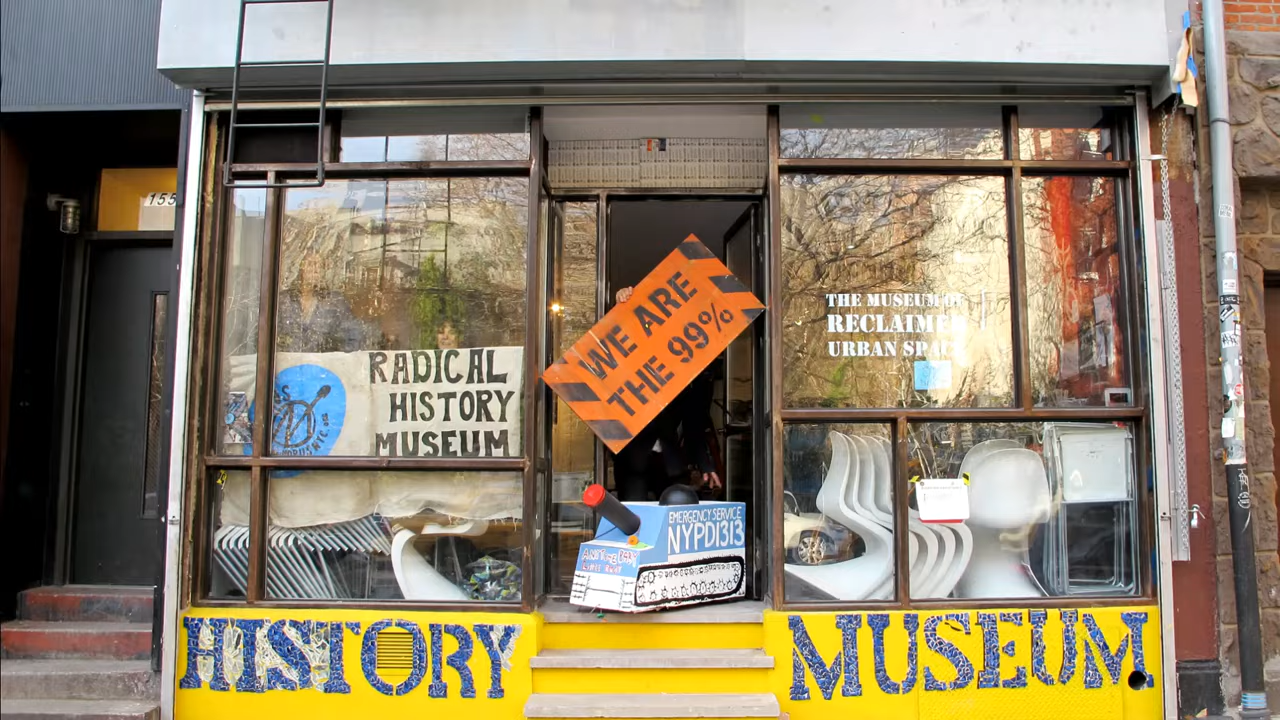 155
RADICAL
HISTORY
MUSEUM
WE ARE
THE 99%
THE MUSEUM OF
RECLAIMED
URBAN SPACE
EMERGENCY SERVICE
NYPD1313
HISTORY MUSEUM